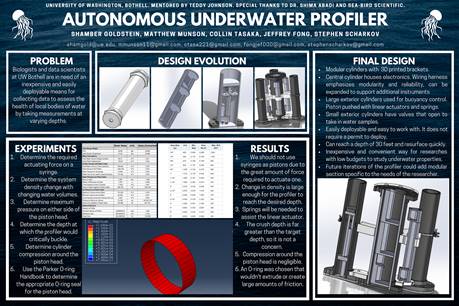 UNIVERSITY OF WASHINGTON, BOTHELL. MENTORED BY TEDDY JOHNSON. SPECIAL THANKS TO DR. SHIMA ABADI AND SEA-BIRD SCIENTIFIC.
AUTONOMOUS UNDERWATER PROFILER
SHAMBER GOLDSTEIN, MATTHEW MUNSON, COLLIN TASAKA, JEFFREY FONG, STEPHEN SCHARKOV
PROBLEM
Biologists and data scientists
at UW Bothell are in need of an
inexpensive and easily
deployable means for
collecting data to assess the
health of local bodies of water
by taking measurements at
varying depths.
DESIGN EVOLUTION
FINAL DESIGN
Modular cylinders with 3D printed brackets.
Central cylinder houses electronics. Wiring harness
emphasizes modularity and reliability, can be
expanded to support additional instruments
Large exterior cylinders used for buoyancy control.
Piston pushed with linear actuators and springs.
Small exterior cylinders have valves that open to
take in water samples
Easily deployable and easy to work with. It does not
require a permit to deploy.
Can reach a depth of 30 feet and resurface quickly.
Inexpensive and convenient way for researchers
with low budgets to study underwater properties.
Future iterations of the profiler could add modular
section specific to the needs of the researcher.
EXPERIMENTS
1. Determine the required
actuating force on a
syringe.
2. Determine the system
density change with
changing water volumes.
3. Determine maximum
pressure on either side of
the piston head.
4. Determine the depth at
which the profiler would
critically buckle.
5. Determine cylinder
compression around the
piston head.
6. Use the Parker O-ring
Handbook to determine
the appropriate O-ring seal
for the piston head.
RESULTS
1. We should not use
syringes as pistons due to
the great amount of force
required to actuate one.
2. Change in density is large
enough for the profiler to
reach the desired depth.
3. Springs will be needed to
assist the linear actuator.
4. The crush depth is far
greater than the target
depth, so it is not a
concern.
5. Compression around the
piston head is negligible.
6. An O-ring was chosen that
wouldn't extrude or create
large amounts of friction.